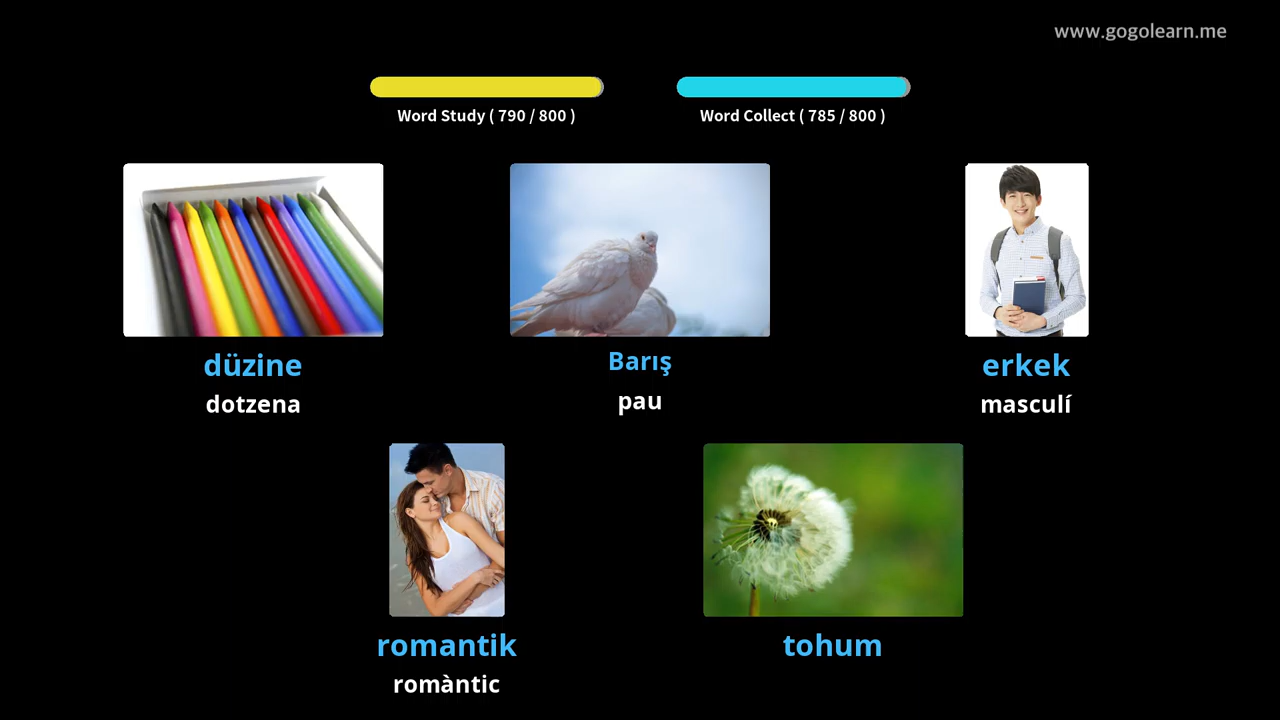 www.gogolearn.me
Word Study ( 790 / 800 )
Word Collect ( 785 / 800 )
düzine
dotzena
Barış
pau
erkek
masculí
romantik
romàntic
tohum